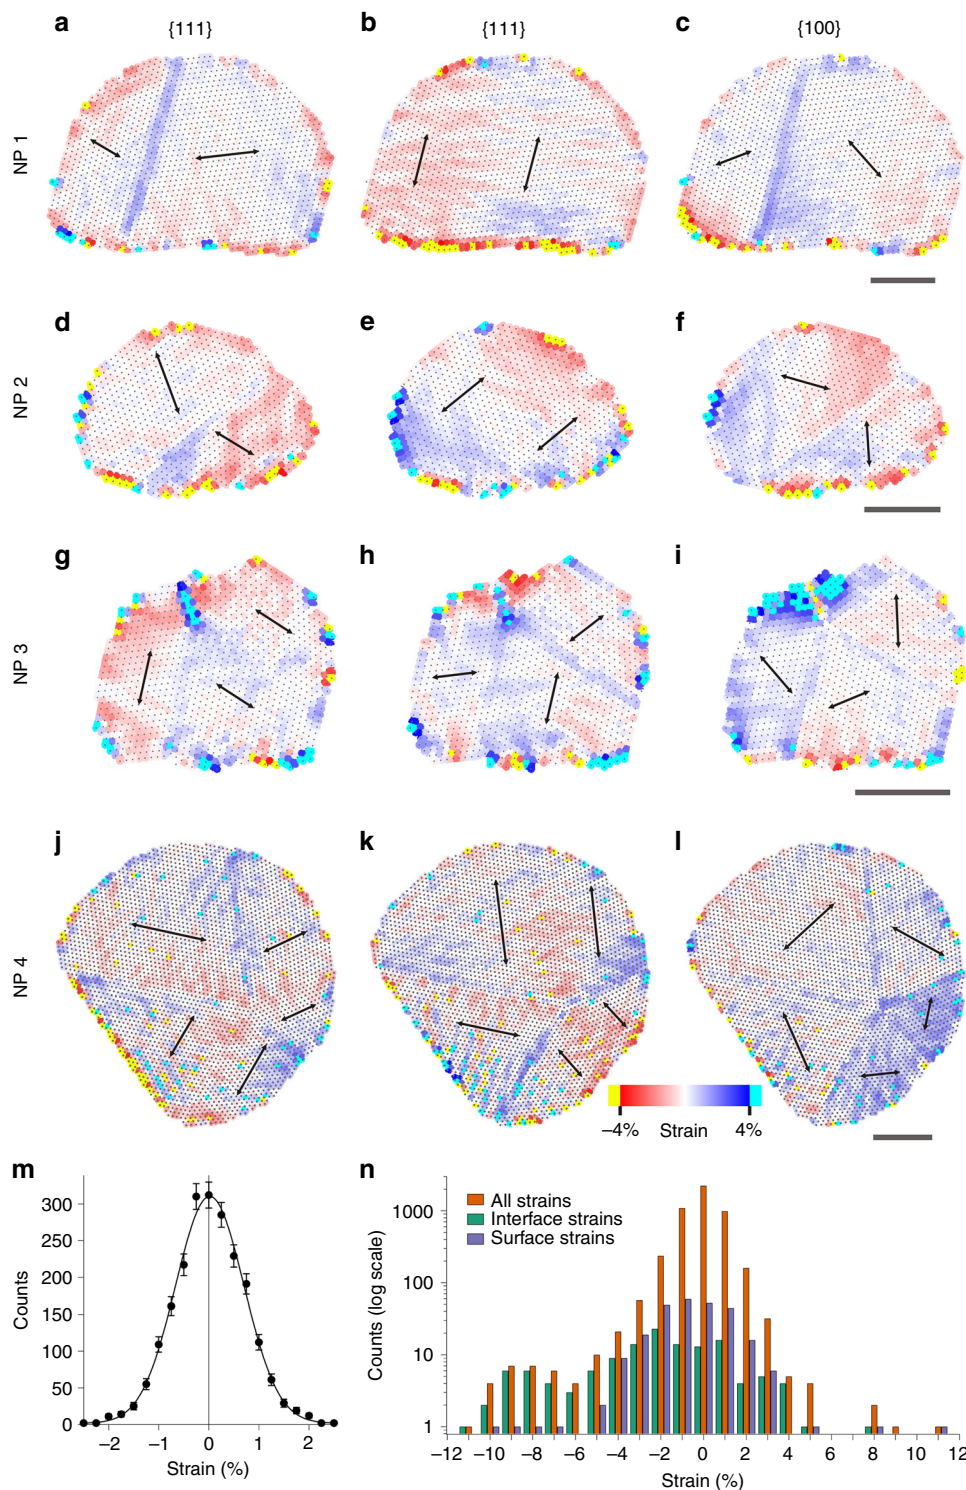 a {111} b {111} c {100}
NP 1
d e f
NP 2
g h i
NP 3
j k l
NP 4
–4% Strain 4%
m
Counts
300
250
200
150
100
50
0
–2 –1 0 1 2
Strain (%)
n
All strains
Interface strains
Surface strains
Counts (log scale)
1000
100
10
1
–12 –10 –8 –6 –4 –2 0 2 4 6 8 10 12
Strain (%)